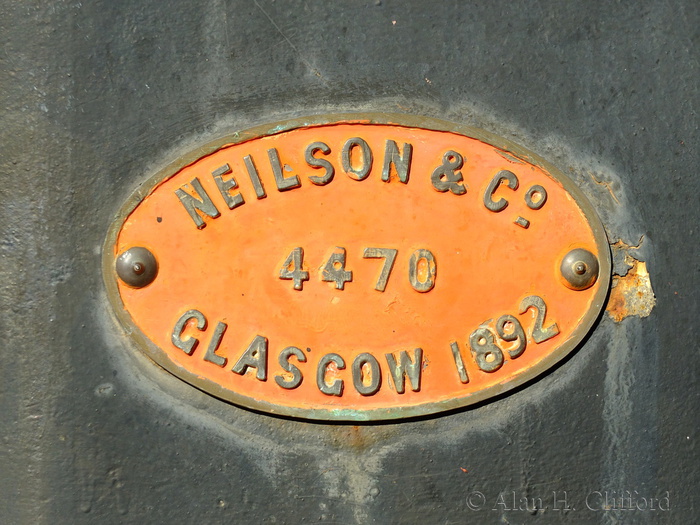 NEILSON & Cº
4470
GLASGOW 1892
© Alan H. Clifford